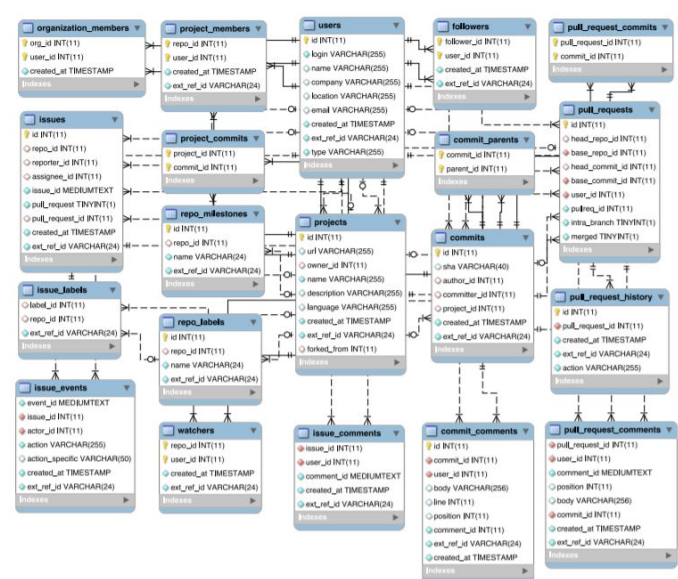 organization_members
org_id INT(11)
user_id INT(11)
created_at TIMESTAMP
Indexes
project_members
repo_id INT(11)
user_id INT(11)
created_at TIMESTAMP
ext_ref_id VARCHAR(24)
Indexes
users
id INT(11)
login VARCHAR(255)
name VARCHAR(255)
company VARCHAR(255)
location VARCHAR(255)
email VARCHAR(255)
created_at TIMESTAMP
ext_ref_id VARCHAR(24)
type VARCHAR(255)
Indexes
followers
follower_id INT(11)
user_id INT(11)
created_at TIMESTAMP
ext_ref_id VARCHAR(24)
Indexes
pull_request_commits
pull_request_id INT(11)
commit_id INT(11)
Indexes
issues
id INT(11)
repo_id INT(11)
reporter_id INT(11)
assignee_id INT(11)
issue_id MEDIUMTEXT
pull_request TINYINT(1)
pull_request_id INT(11)
created_at TIMESTAMP
ext_ref_id VARCHAR(24)
Indexes
project_commits
project_id INT(11)
commit_id INT(11)
Indexes
commit_parents
commit_id INT(11)
parent_id INT(11)
Indexes
pull_requests
id INT(11)
head_repo_id INT(11)
base_repo_id INT(11)
head_commit_id INT(11)
base_commit_id INT(11)
user_id INT(11)
pullreq_id INT(11)
intra_branch TINYINT(1)
merged TINYINT(1)
Indexes
repo_milestones
id INT(11)
repo_id INT(11)
name VARCHAR(24)
ext_ref_id VARCHAR(24)
Indexes
projects
id INT(11)
url VARCHAR(255)
owner_id INT(11)
name VARCHAR(255)
description VARCHAR(255)
language VARCHAR(255)
created_at TIMESTAMP
ext_ref_id VARCHAR(24)
forked_from INT(11)
Indexes
commits
id INT(11)
sha VARCHAR(40)
author_id INT(11)
committer_id INT(11)
project_id INT(11)
created_at TIMESTAMP
ext_ref_id VARCHAR(24)
Indexes
issue_labels
label_id INT(11)
repo_id INT(11)
ext_ref_id VARCHAR(24)
Indexes
repo_labels
id INT(11)
repo_id INT(11)
name VARCHAR(24)
ext_ref_id VARCHAR(24)
Indexes
pull_request_history
id INT(11)
pull_request_id INT(11)
created_at TIMESTAMP
ext_ref_id VARCHAR(24)
action VARCHAR(255)
Indexes
issue_events
event_id MEDIUMTEXT
issue_id INT(11)
actor_id INT(11)
action VARCHAR(255)
action_specific VARCHAR(50)
created_at TIMESTAMP
ext_ref_id VARCHAR(24)
Indexes
watchers
repo_id INT(11)
user_id INT(11)
created_at TIMESTAMP
ext_ref_id VARCHAR(24)
Indexes
issue_comments
issue_id INT(11)
user_id INT(11)
comment_id MEDIUMTEXT
created_at TIMESTAMP
ext_ref_id VARCHAR(24)
Indexes
commit_comments
id INT(11)
commit_id INT(11)
user_id INT(11)
body VARCHAR(256)
line INT(11)
position INT(11)
comment_id INT(11)
ext_ref_id VARCHAR(24)
created_at TIMESTAMP
Indexes
pull_request_comments
pull_request_id INT(11)
user_id INT(11)
comment_id MEDIUMTEXT
position INT(11)
body VARCHAR(256)
commit_id INT(11)
created_at TIMESTAMP
ext_ref_id VARCHAR(24)
Indexes